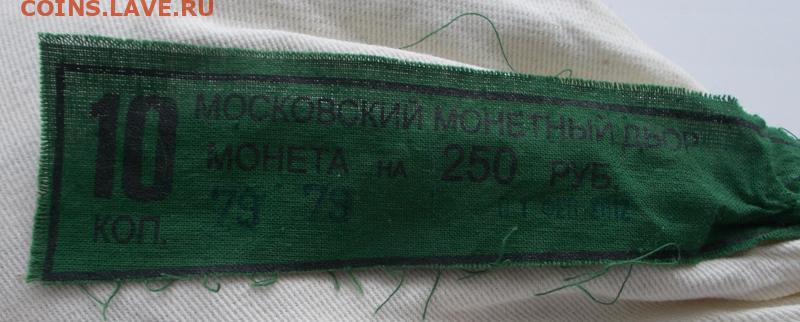 COINS.LAVE.RU
10 КОП.
МОСКОВСКИЙ МОНЕТНЫЙ ДВОР
МОНЕТА НА 250 РУБ.
79 79